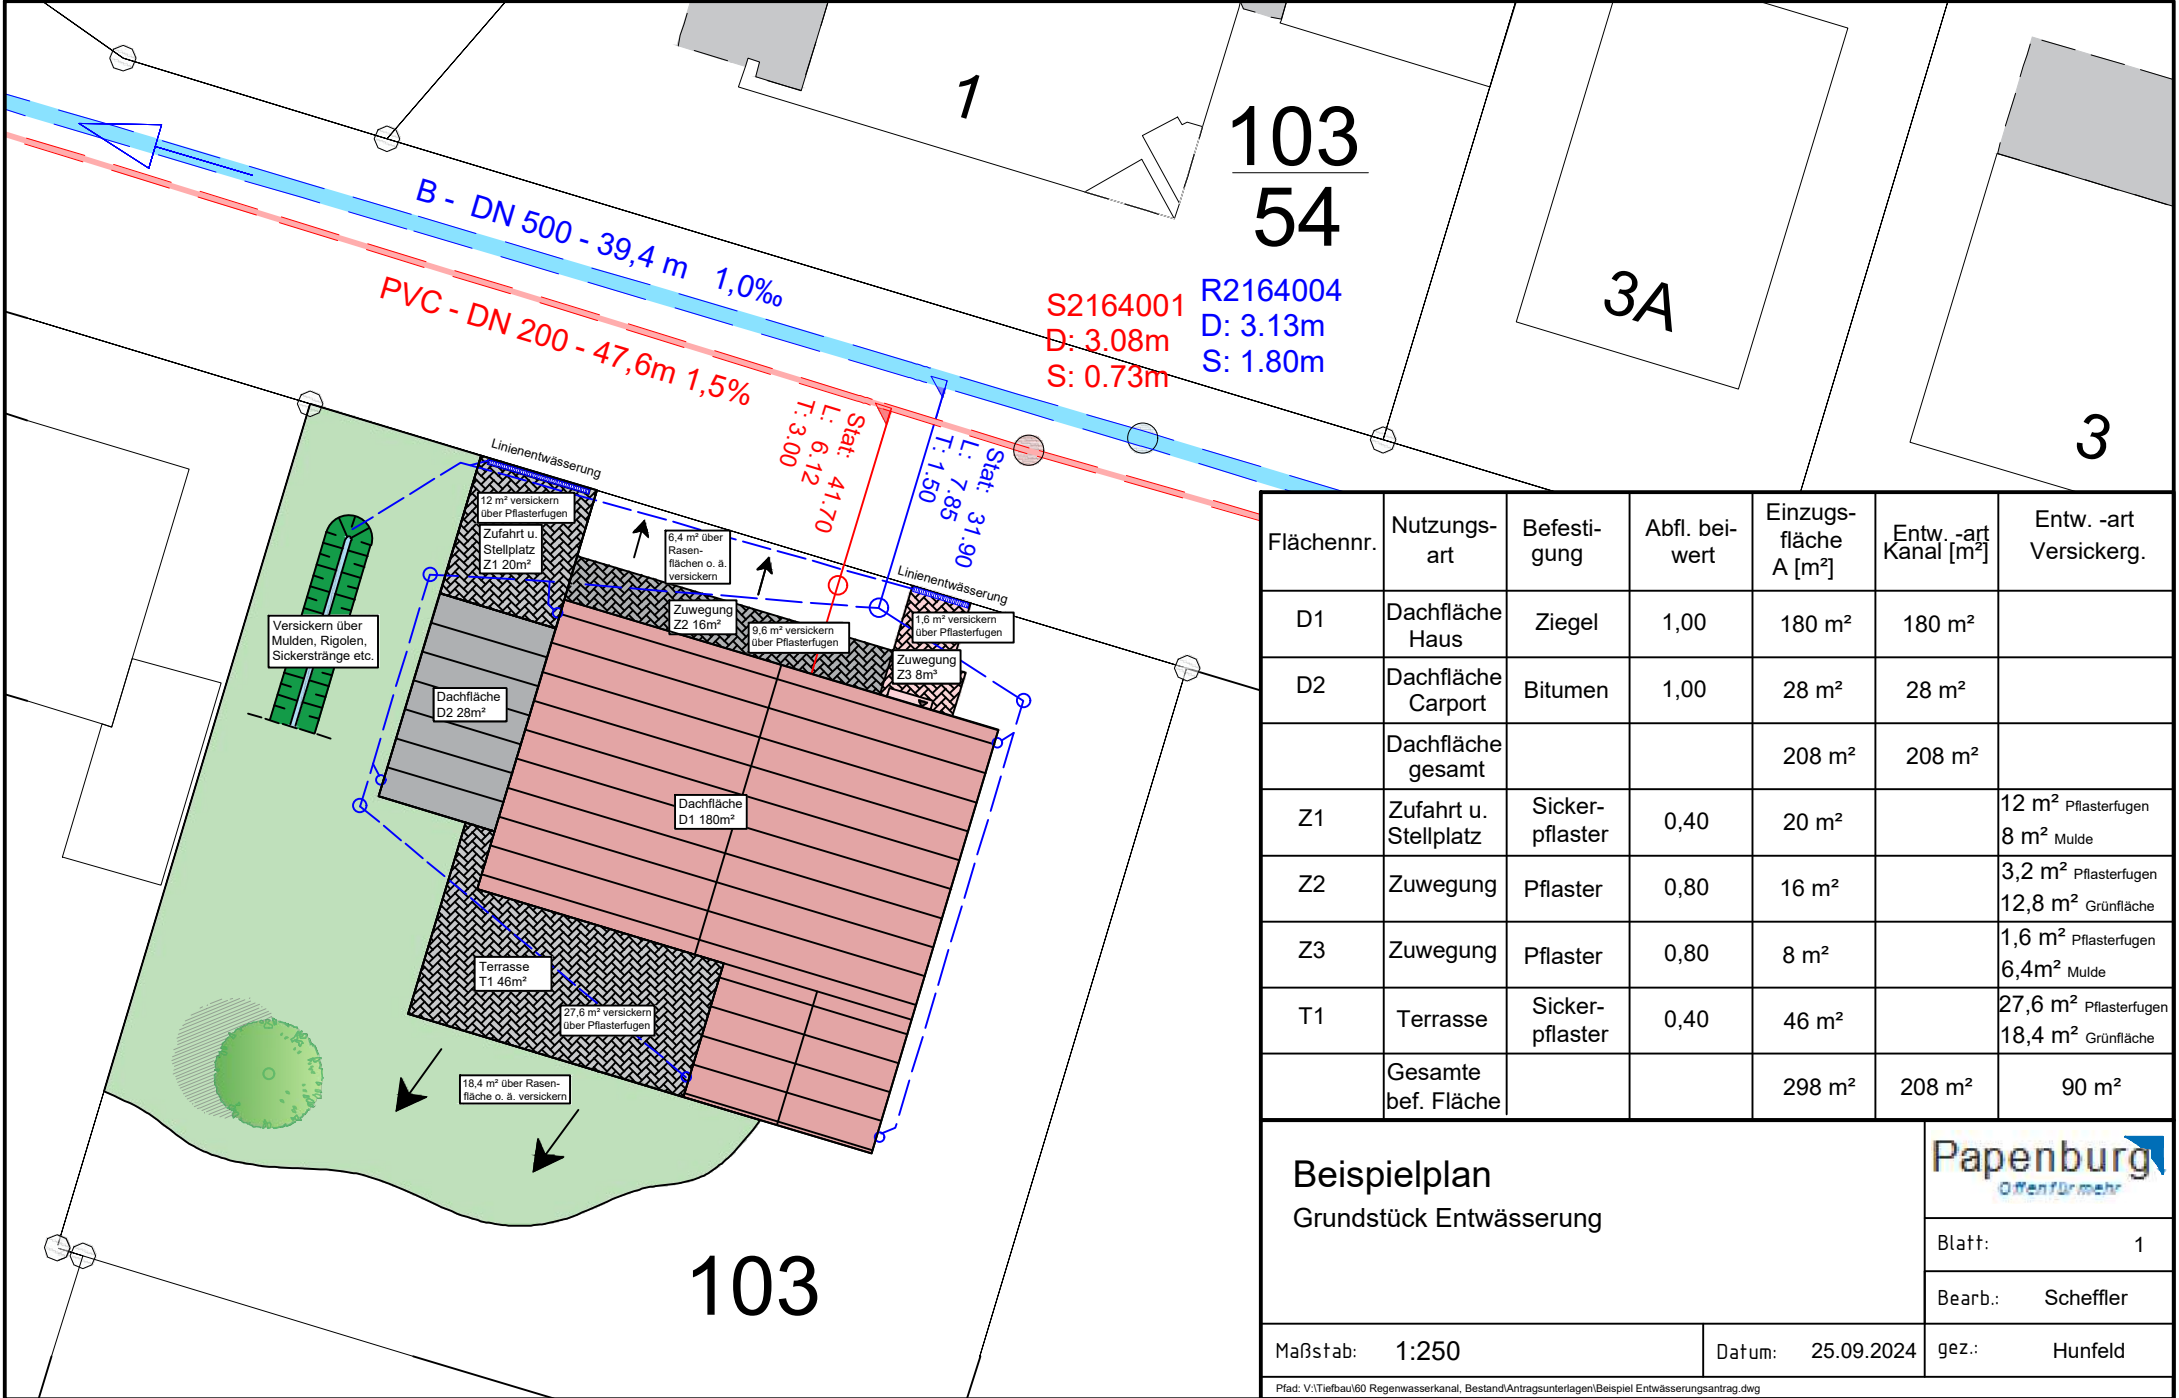 1
103
54
3A
3
B - DN 500 - 39,4 m 1,0‰
PVC - DN 200 - 47,6m 1,5%
S2164001
D: 3.08m
S: 0.73m
R2164004
D: 3.13m
S: 1.80m
Stat: 41.70
L: 6.12
T: 3.00
Stat: 31.90
L: 7.85
T: 1.50
Linienentwässerung
12 m² versickern
über Pflasterfugen
Zufahrt u.
Stellplatz
Z1 20m²
6,4 m² über
Rasen-
flächen o. ä.
versickern
Linienentwässerung
Zuwegung
Z2 16m²
9,6 m² versickern
über Pflasterfugen
1,6 m² versickern
über Pflasterfugen
Zuwegung
Z3 8m³
Versickern über
Mulden, Rigolen,
Sickerstränge etc.
Dachfläche
D2 28m²
Dachfläche
D1 180m²
Terrasse
T1 46m²
27,6 m² versickern
über Pflasterfugen
18,4 m² über Rasen-
fläche o. ä. versickern
103
Flächennr. Nutzungs-
art Befesti-
gung Abfl. bei-
wert Einzugs-
fläche
A [m²] Entw. -art
Kanal [m²] Entw. -art
Versickerg.
D1 Dachfläche
Haus Ziegel 1,00 180 m² 180 m²
D2 Dachfläche
Carport Bitumen 1,00 28 m² 28 m²
Dachfläche
gesamt 208 m² 208 m²
Z1 Zufahrt u.
Stellplatz Sicker-
pflaster 0,40 20 m² 12 m² Pflasterfugen
8 m² Mulde
Z2 Zuwegung Pflaster 0,80 16 m² 3,2 m² Pflasterfugen
12,8 m² Grünfläche
Z3 Zuwegung Pflaster 0,80 8 m² 1,6 m² Pflasterfugen
6,4m² Mulde
T1 Terrasse Sicker-
pflaster 0,40 46 m² 27,6 m² Pflasterfugen
18,4 m² Grünfläche
Gesamte
bef. Fläche 298 m² 208 m² 90 m²
Beispielplan
Grundstück Entwässerung
Papenburg
Offen für mehr
Blatt: 1
Bearb.: Scheffler
Maßstab: 1:250 Datum: 25.09.2024 gez.: Hunfeld
Pfad: V:\Tiefbau\60 Regenwasserkanal, Bestand\Antragsunterlagen\Beispiel Entwässerungsantrag.dwg